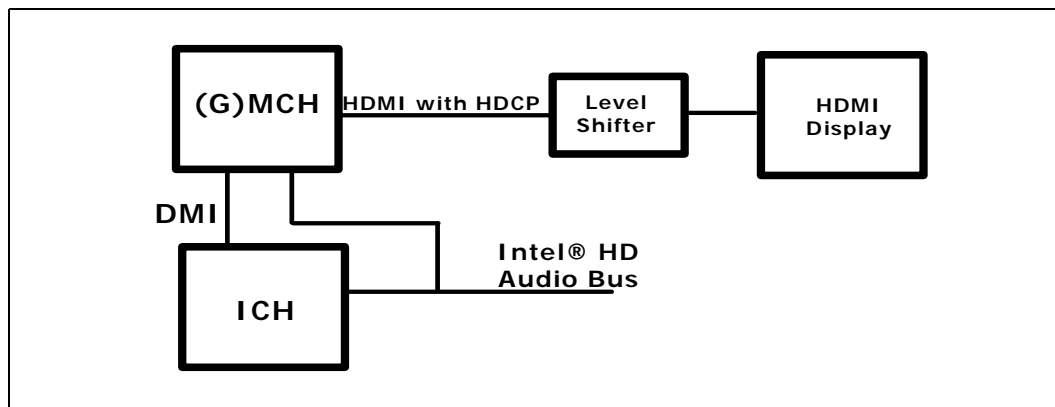 (G)MCH
HDMI with HDCP
Level
Shifter
HDMI
Display
DMI
Intel® HD
Audio Bus
ICH